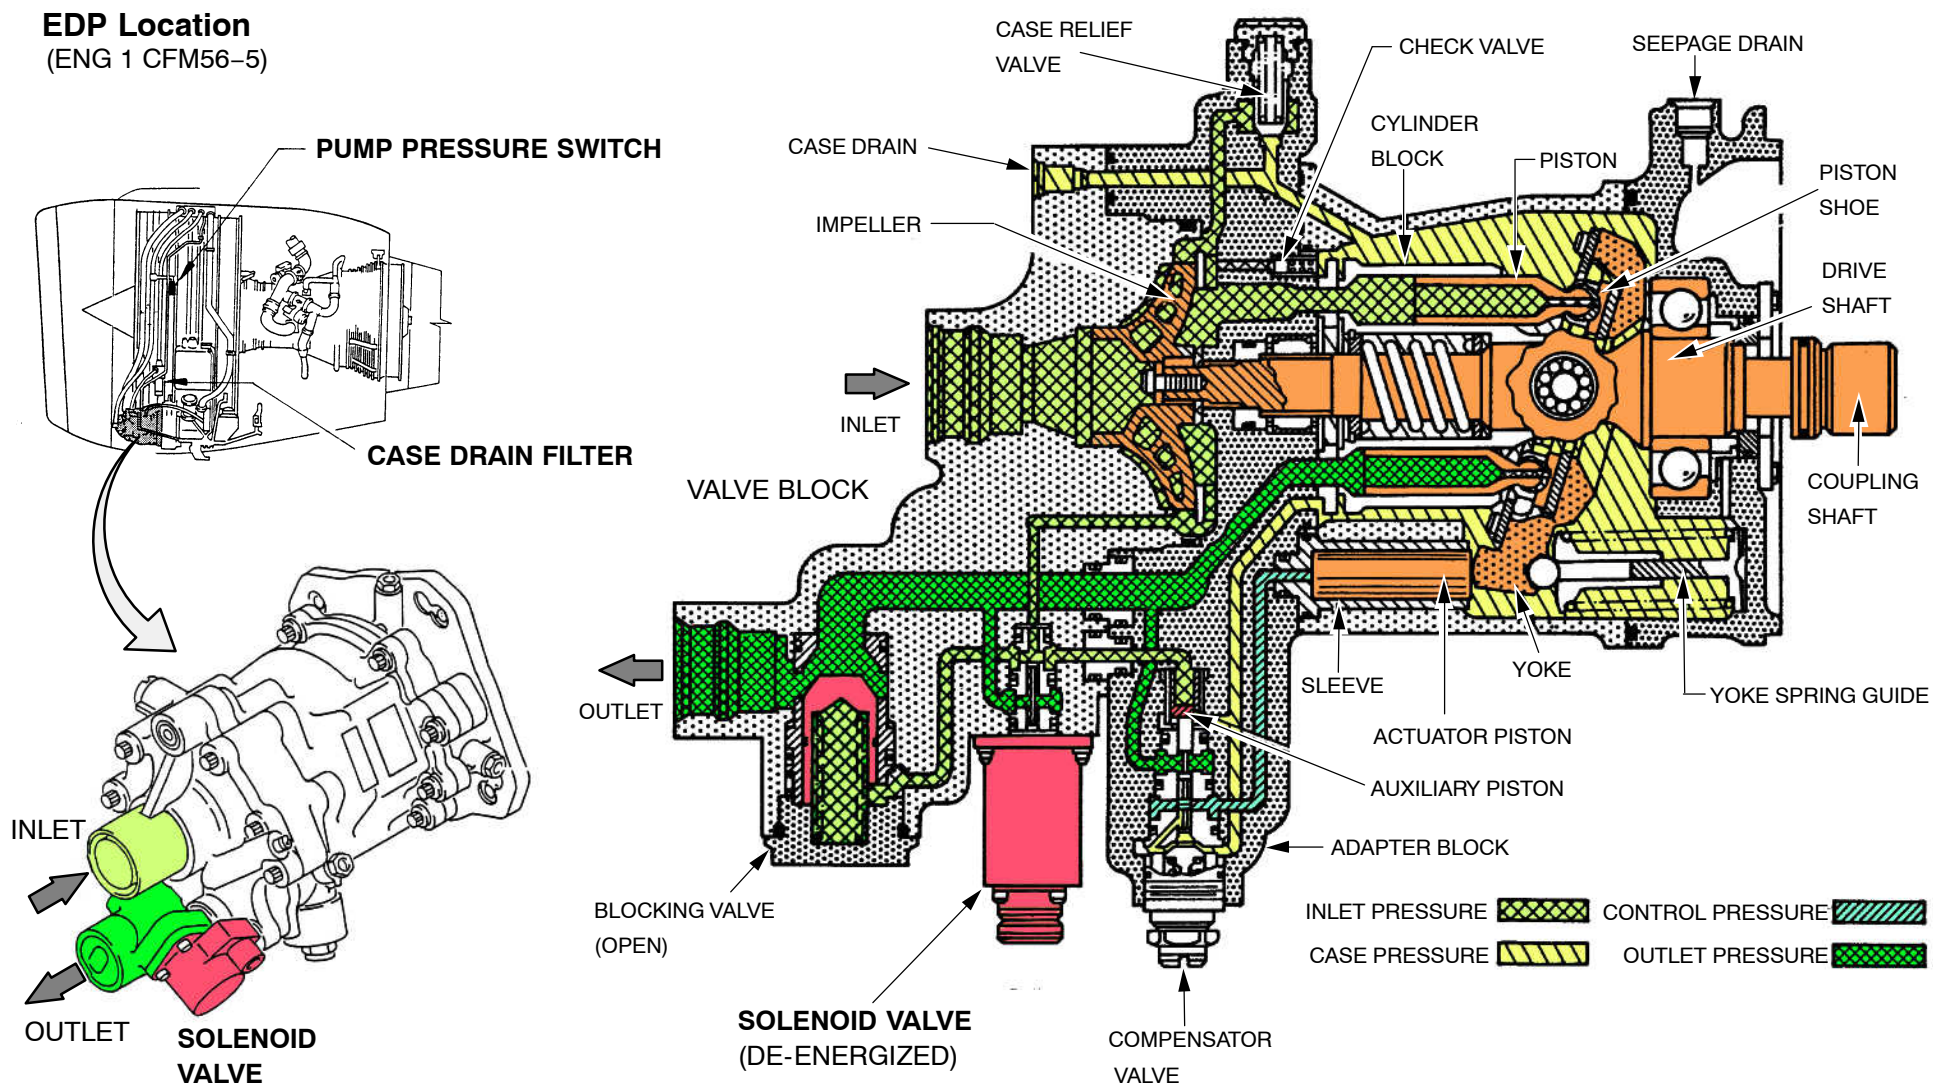 EDP Location
(ENG 1 CFM56–5)
PUMP PRESSURE SWITCH
CASE DRAIN FILTER
INLET
OUTLET
SOLENOID
VALVE
CASE RELIEF
VALVE
CHECK VALVE
SEEPAGE DRAIN
CASE DRAIN
CYLINDER
BLOCK
PISTON
PISTON
SHOE
IMPELLER
DRIVE
SHAFT
INLET
VALVE BLOCK
COUPLING
SHAFT
OUTLET
SLEEVE
YOKE
YOKE SPRING GUIDE
ACTUATOR PISTON
AUXILIARY PISTON
ADAPTER BLOCK
BLOCKING VALVE
(OPEN)
SOLENOID VALVE
(DE-ENERGIZED)
COMPENSATOR
VALVE
INLET PRESSURE
CONTROL PRESSURE
CASE PRESSURE
OUTLET PRESSURE